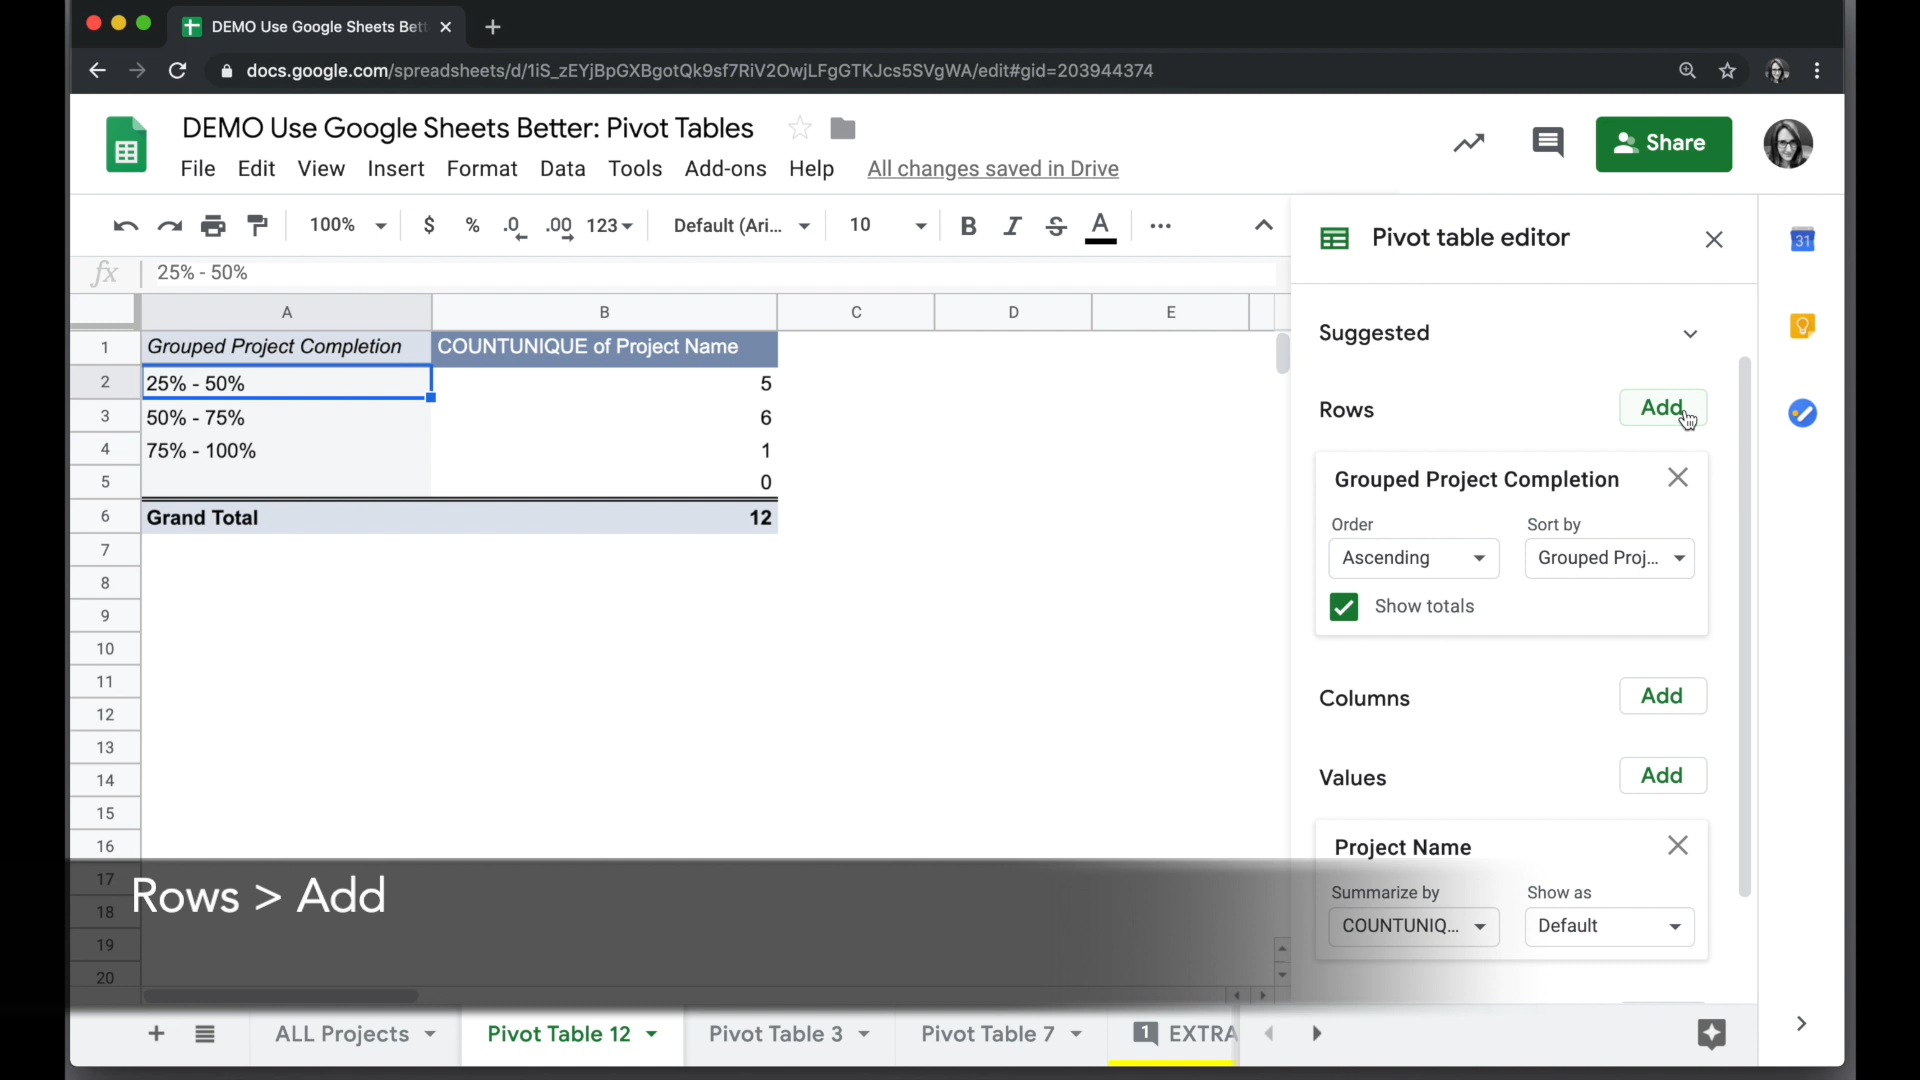 DEMO Use Google Sheets Bett
docs.google.com/spreadsheets/d/1iS_zEYjBpGXBgotQk9sf7RiV2OwjLFgGTKJcs5SVgWA/edit#gid=203944374
DEMO Use Google Sheets Better: Pivot Tables
Share
File Edit View Insert Format Data Tools Add-ons Help All changes saved in Drive
100% $ % .0 .00 123 Default (Ari... 10 B I S A
Pivot table editor
31
fx 25% - 50%
A B C D E
Suggested
1 Grouped Project Completion COUNTUNIQUE of Project Name
2 25% - 50% 5
Rows Add
3 50% - 75% 6
4 75% - 100% 1
5 0
Grouped Project Completion
6 Grand Total 12
Order Sort by
7
Ascending Grouped Proj...
8
9
Show totals
10
11
Columns Add
12
13
Values Add
14
15
16
Project Name
17
Rows > Add
18
Summarize by Show as
COUNTUNIQ... Default
19
20
ALL Projects Pivot Table 12 Pivot Table 3 Pivot Table 7 1 EXTRA